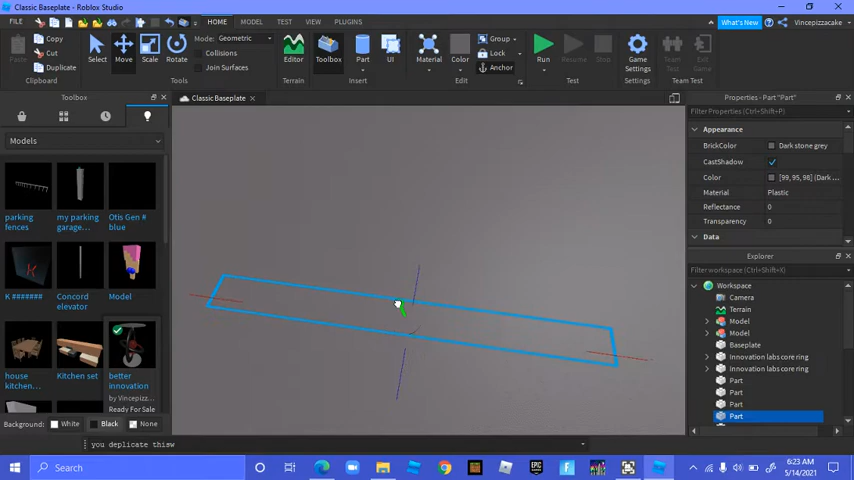 Classic Baseplate - Roblox Studio
FILE HOME MODEL TEST VIEW PLUGINS What's New Vincepizzacake
Copy
Cut
Paste Duplicate
Clipboard
Select Move Scale Rotate
Mode: Geometric
Collisions
Join Surfaces
Tools
Editor
Terrain
Toolbox Part UI
Insert
Material Color
Group
Lock
Anchor
Edit
Run Resume Stop
Test
Game Settings
Settings
Team Test Exit Game
Team Test
Toolbox
Models
parking fences
my parking garage...
Otis Gen # blue
K #######
Concord elevator
Model
house kitchen...
Kitchen set
better innovation
by Vincepizz...
Ready For Sale
Background: White Black None
Classic Baseplate
Properties - Part "Part"
Filter Properties (Ctrl+Shift+P)
Appearance
BrickColor Dark stone grey
CastShadow
Color [99, 95, 98] (Dark ...
Material Plastic
Reflectance 0
Transparency 0
Data
Explorer
Filter workspace (Ctrl+Shift+X)
Workspace
Camera
Terrain
Model
Model
Baseplate
Innovation labs core ring
Innovation labs core ring
Part
Part
Part
Part
you duplicate thisw
Search
EPIC GAMES
6:23 AM
5/14/2021